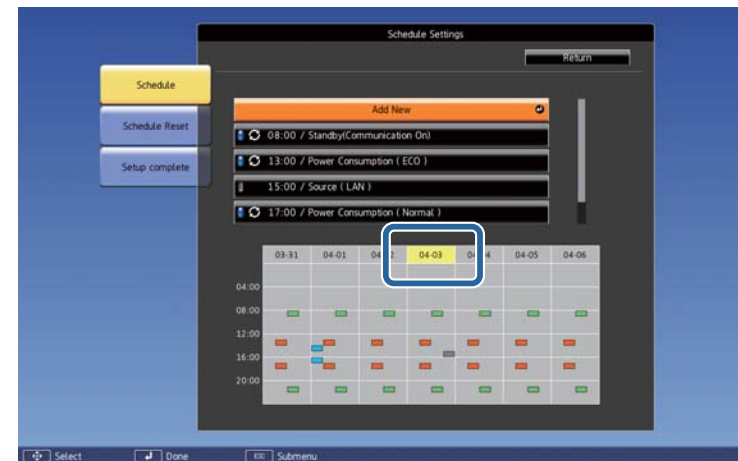 Schedule Settings
Return
Schedule
Schedule Reset
Setup complete
Add New
08:00 / Standby(Communication On)
13:00 / Power Consumption ( ECO )
15:00 / Source ( LAN )
17:00 / Power Consumption ( Normal )
03-31 04-01 04-03 04-05 04-06
04:00
08:00
12:00
16:00
20:00
Select Done ESC Submenu